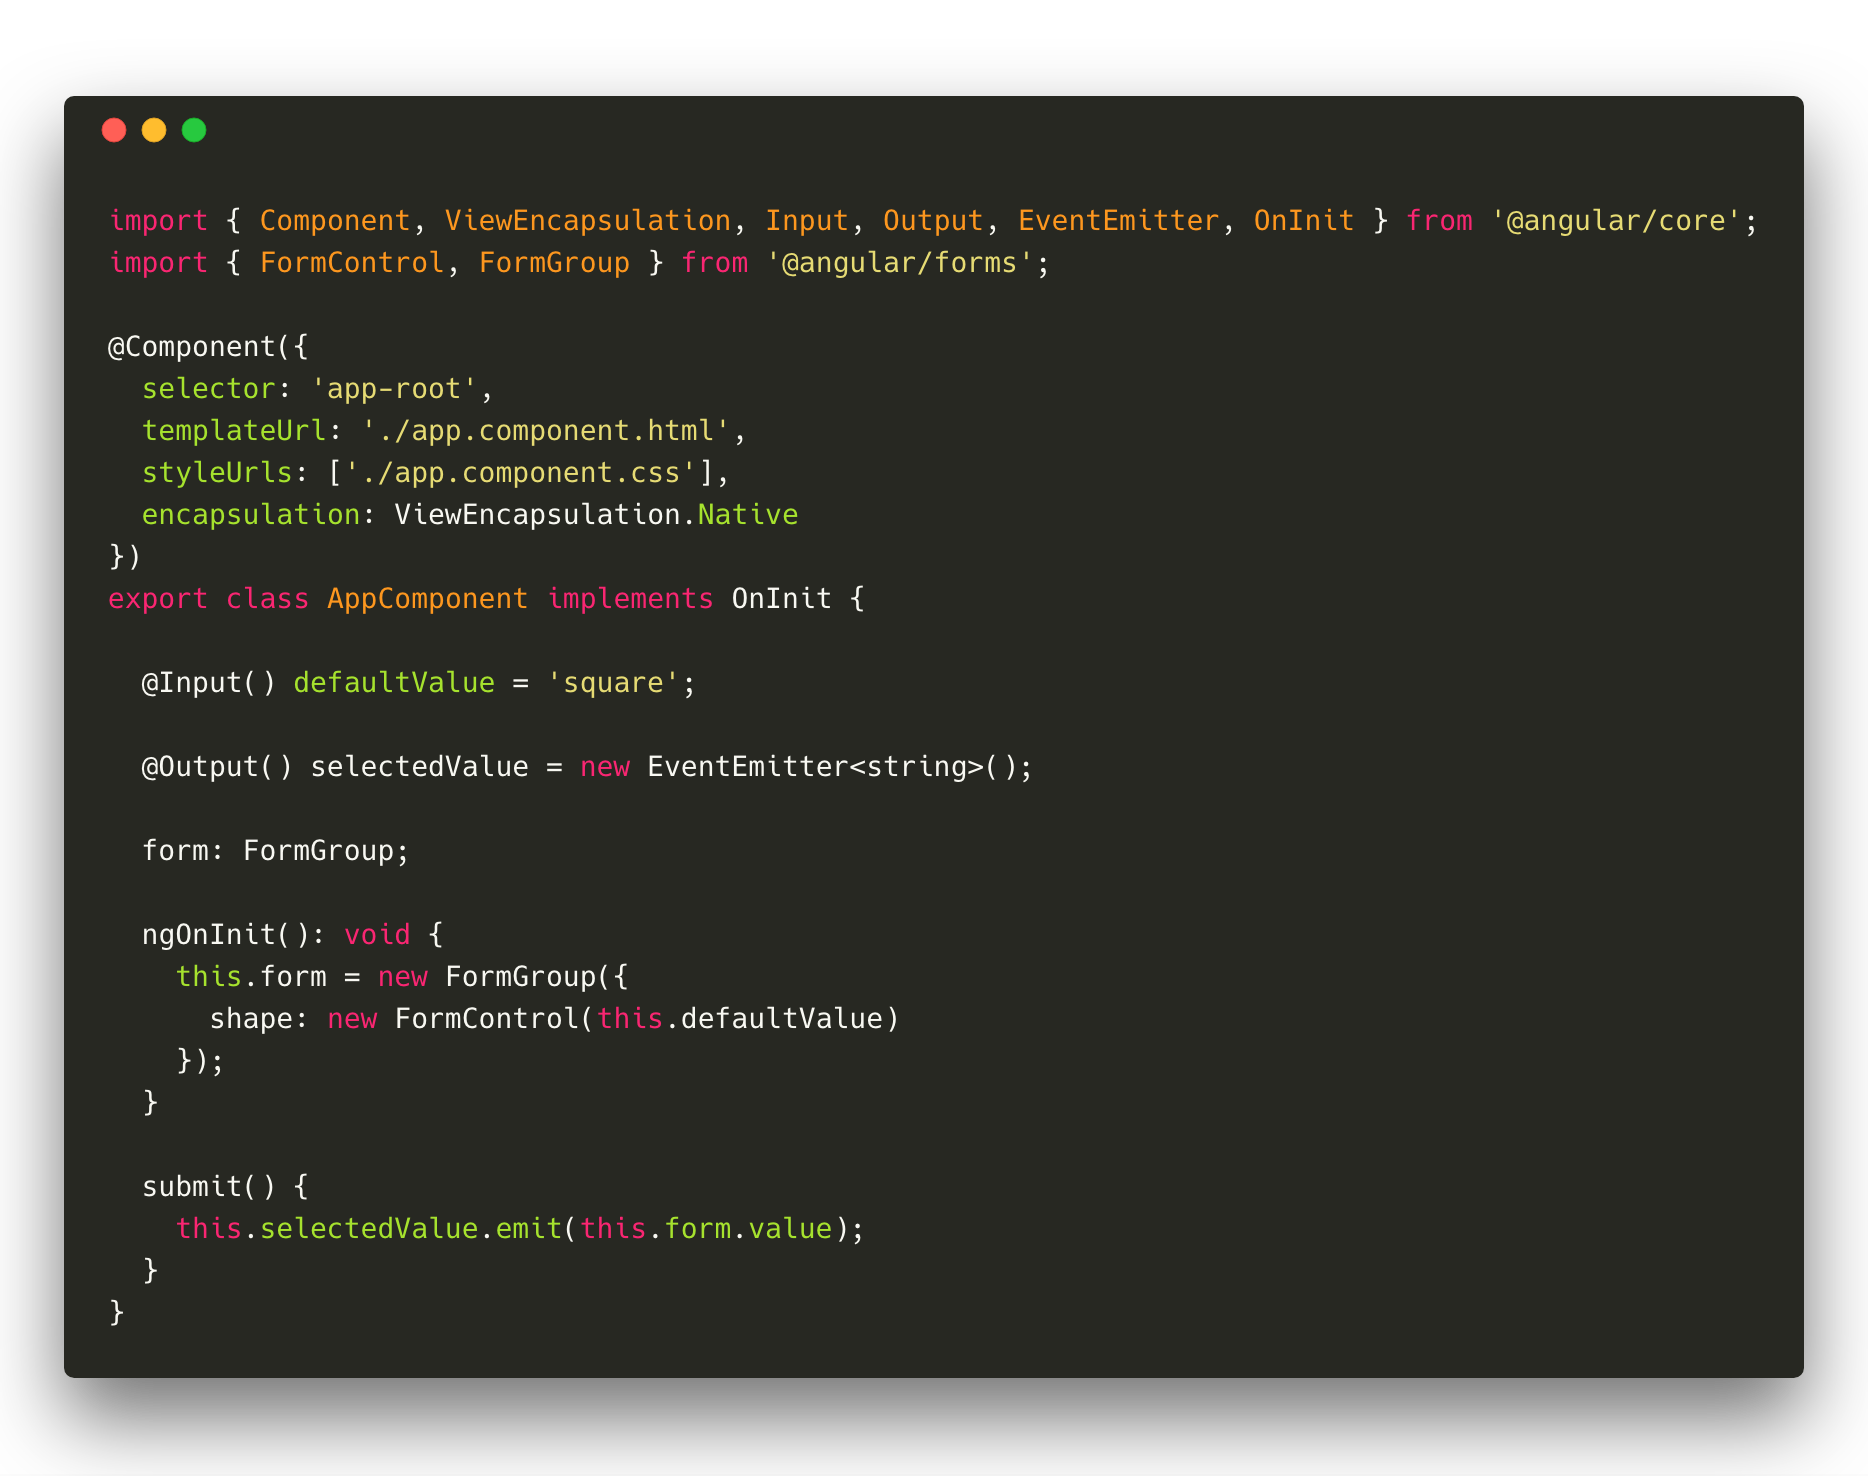 import { Component, ViewEncapsulation, Input, Output, EventEmitter, OnInit } from '@angular/core';
import { FormControl, FormGroup } from '@angular/forms';

@Component({
  selector: 'app-root',
  templateUrl: './app.component.html',
  styleUrls: ['./app.component.css'],
  encapsulation: ViewEncapsulation.Native
})
export class AppComponent implements OnInit {

  @Input() defaultValue = 'square';

  @Output() selectedValue = new EventEmitter<string>();

  form: FormGroup;

  ngOnInit(): void {
    this.form = new FormGroup({
      shape: new FormControl(this.defaultValue)
    });
  }

  submit() {
    this.selectedValue.emit(this.form.value);
  }
}